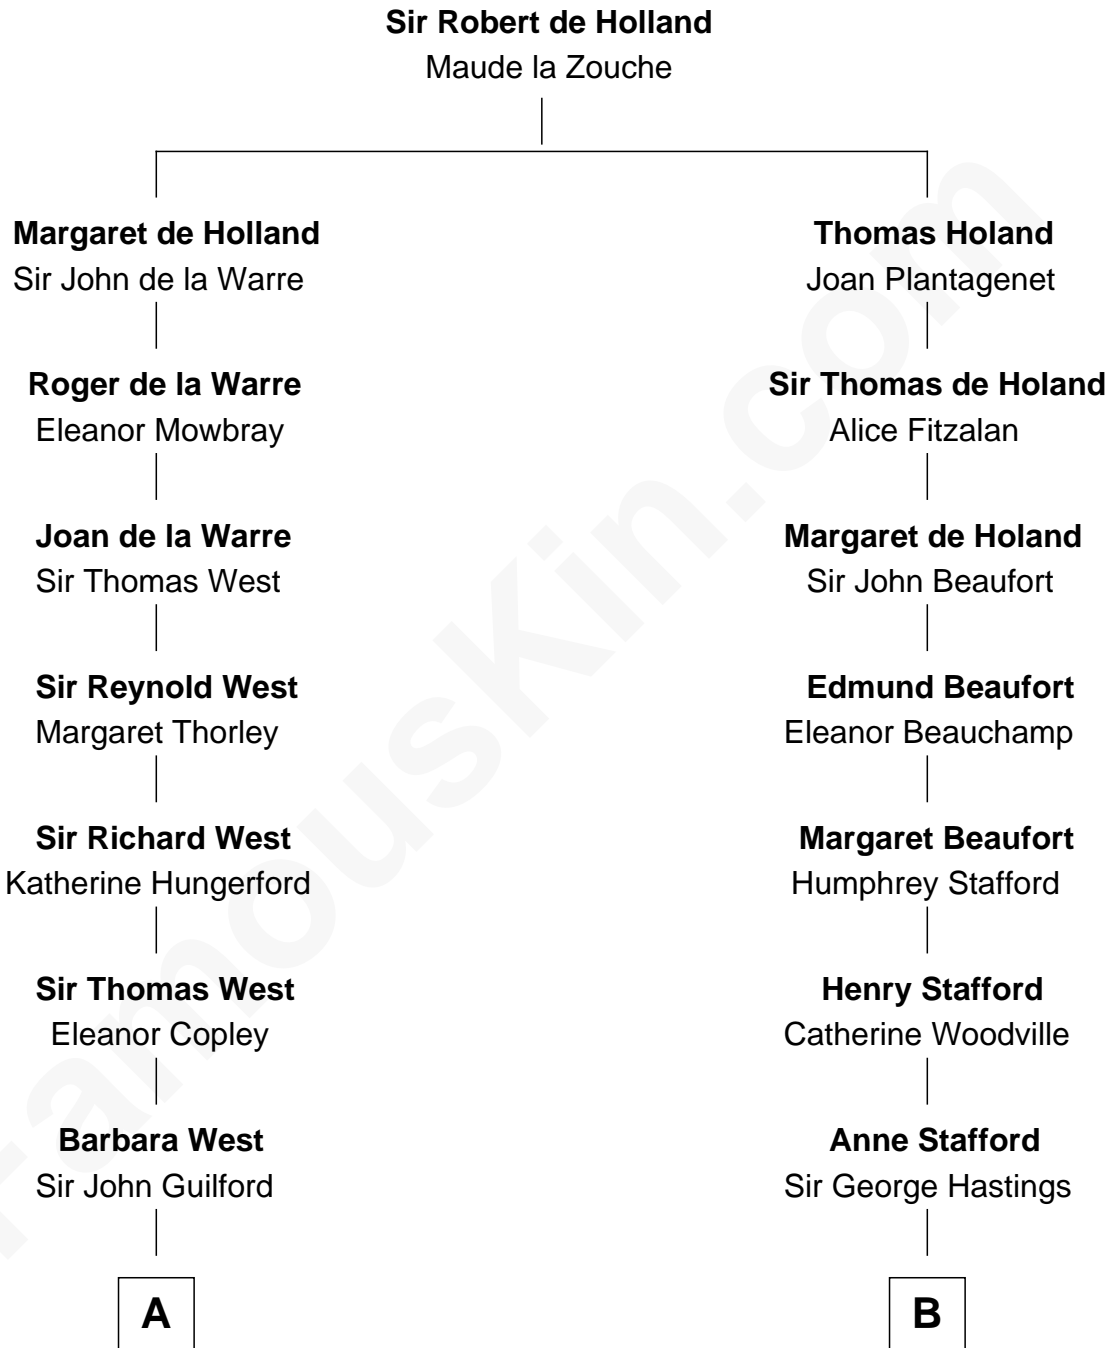 Sir Robert de Holland
Maude la Zouche
Margaret de Holland
Sir John de la Warre
Roger de la Warre
Eleanor Mowbray
Joan de la Warre
Sir Thomas West
Sir Reynold West
Margaret Thorley
Sir Richard West
Katherine Hungerford
Sir Thomas West
Eleanor Copley
Barbara West
Sir John Guilford
A
Thomas Holand
Joan Plantagenet
Sir Thomas de Holand
Alice Fitzalan
Margaret de Holand
Sir John Beaufort
Edmund Beaufort
Eleanor Beauchamp
Margaret Beaufort
Humphrey Stafford
Henry Stafford
Catherine Woodville
Anne Stafford
Sir George Hastings
B
FamousKin.com